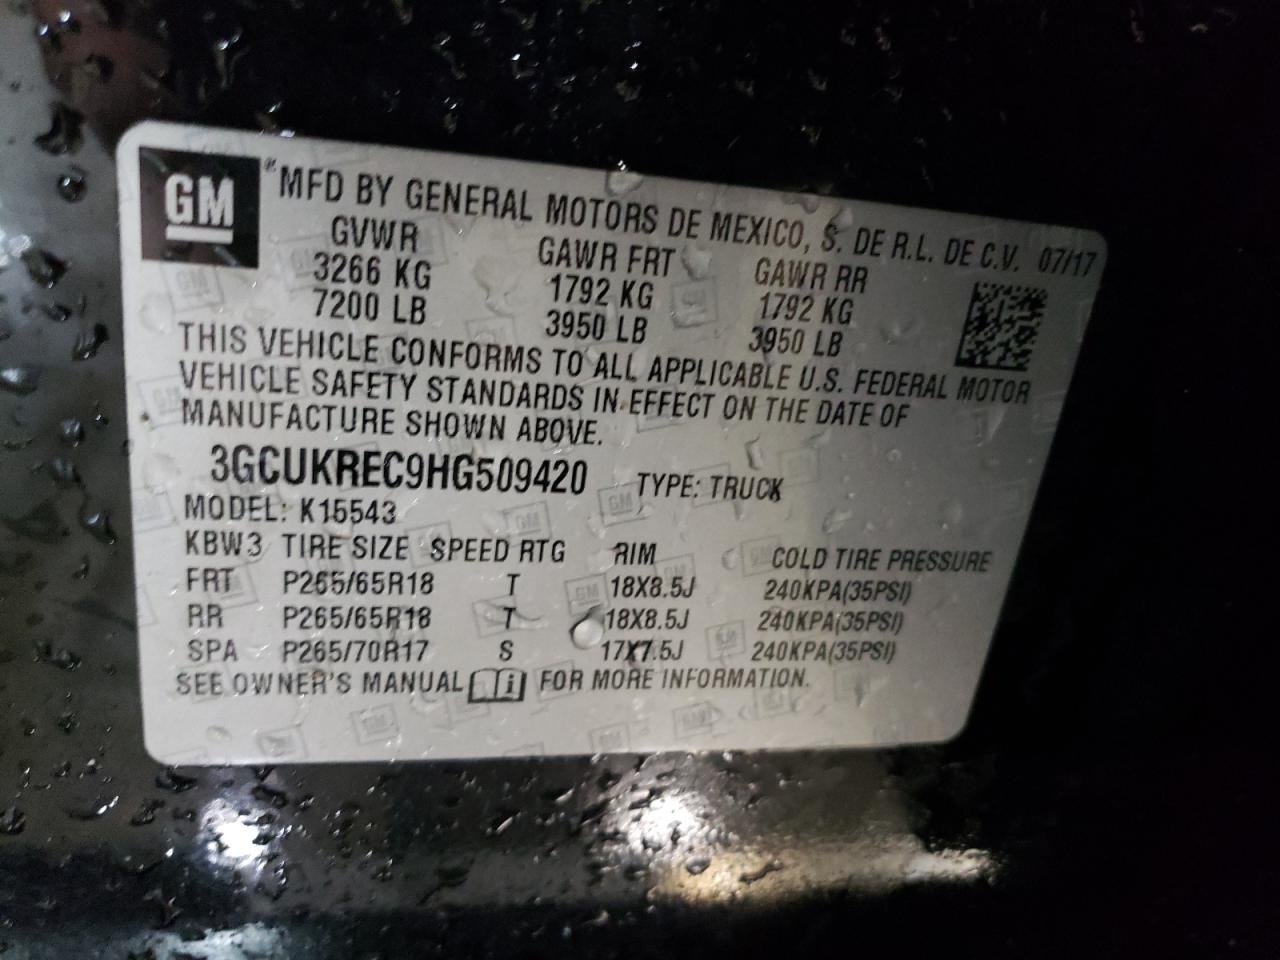 GM
*MFD BY GENERAL MOTORS DE MEXICO, S. DE R.L. DE C.V. 07/17
GVWR GAWR FRT GAWR RR
3266 KG 1792 KG 1792 KG
7200 LB 3950 LB 3950 LB
THIS VEHICLE CONFORMS TO ALL APPLICABLE U.S. FEDERAL MOTOR
VEHICLE SAFETY STANDARDS IN EFFECT ON THE DATE OF
MANUFACTURE SHOWN ABOVE.
3GCUKREC9HG509420 TYPE: TRUCK
MODEL: K15543
KBW3 TIRE SIZE SPEED RTG RIM COLD TIRE PRESSURE
FRT P265/65R18 T 18X8.5J 240KPA(35PSI)
RR P265/65R18 T 18X8.5J 240KPA(35PSI)
SPA P265/70R17 S 17X7.5J 240KPA(35PSI)
SEE OWNER'S MANUAL i FOR MORE INFORMATION.